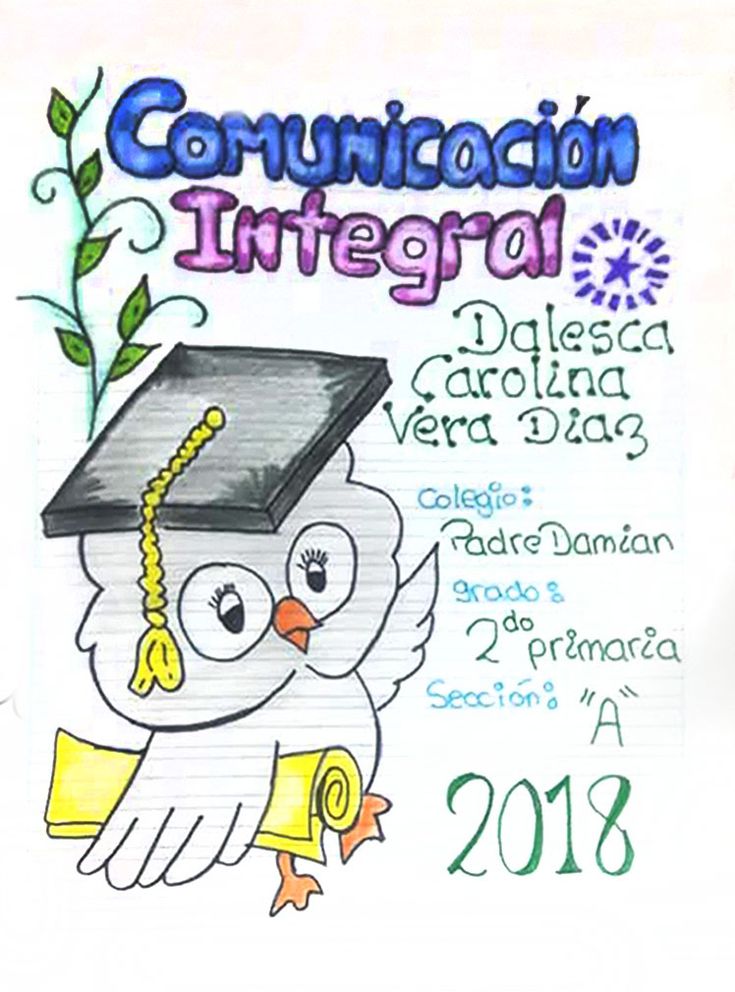 Comunicación
Integral
Dalesca
Carolina
Vera Diaz
Colegio:
Padre Damian
grado:
2do primaria
Sección: "A"
2018